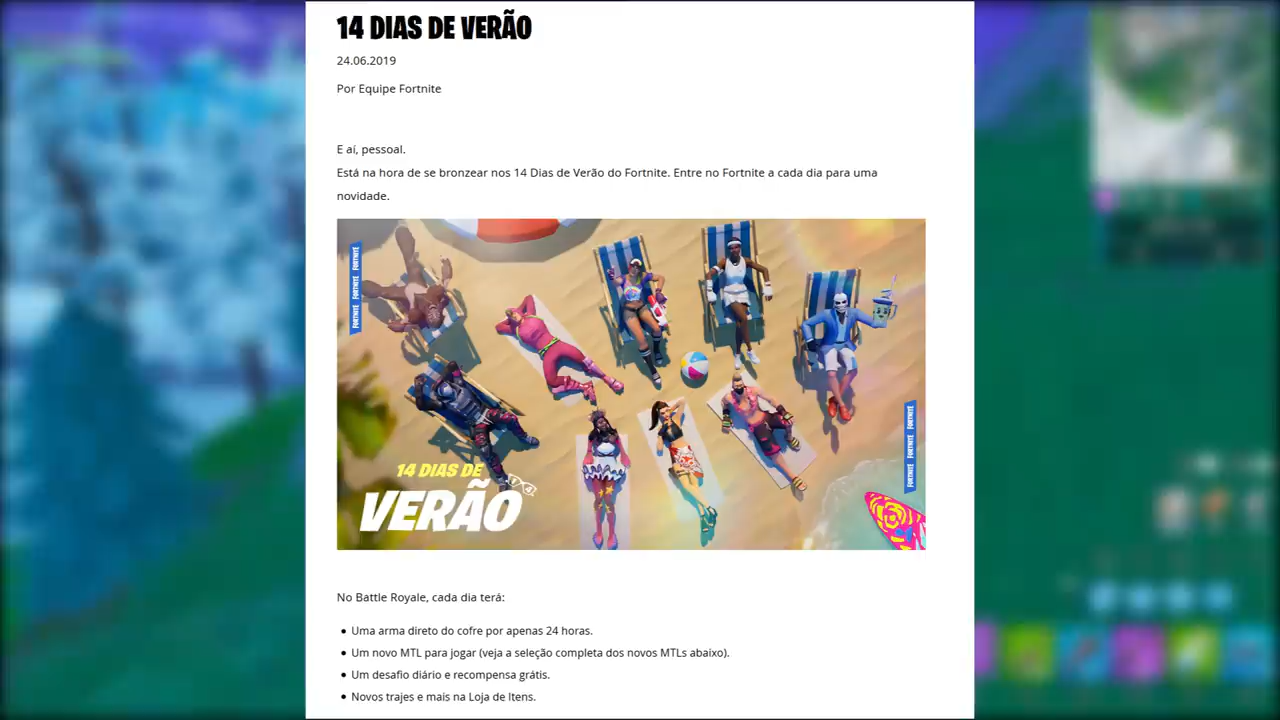 14 DIAS DE VERÃO
24.06.2019
Por Equipe Fortnite
E aí, pessoal.
Está na hora de se bronzear nos 14 Dias de Verão do Fortnite. Entre no Fortnite a cada dia para uma
novidade.
FORTNITE FORTNITE FORTNITE
FORTNITE FORTNITE FORTNITE
14 DIAS DE
VERÃO
No Battle Royale, cada dia terá:
• Uma arma direto do cofre por apenas 24 horas.
• Um novo MTL para jogar (veja a seleção completa dos novos MTLs abaixo).
• Um desafio diário e recompensa grátis.
• Novos trajes e mais na Loja de Itens.